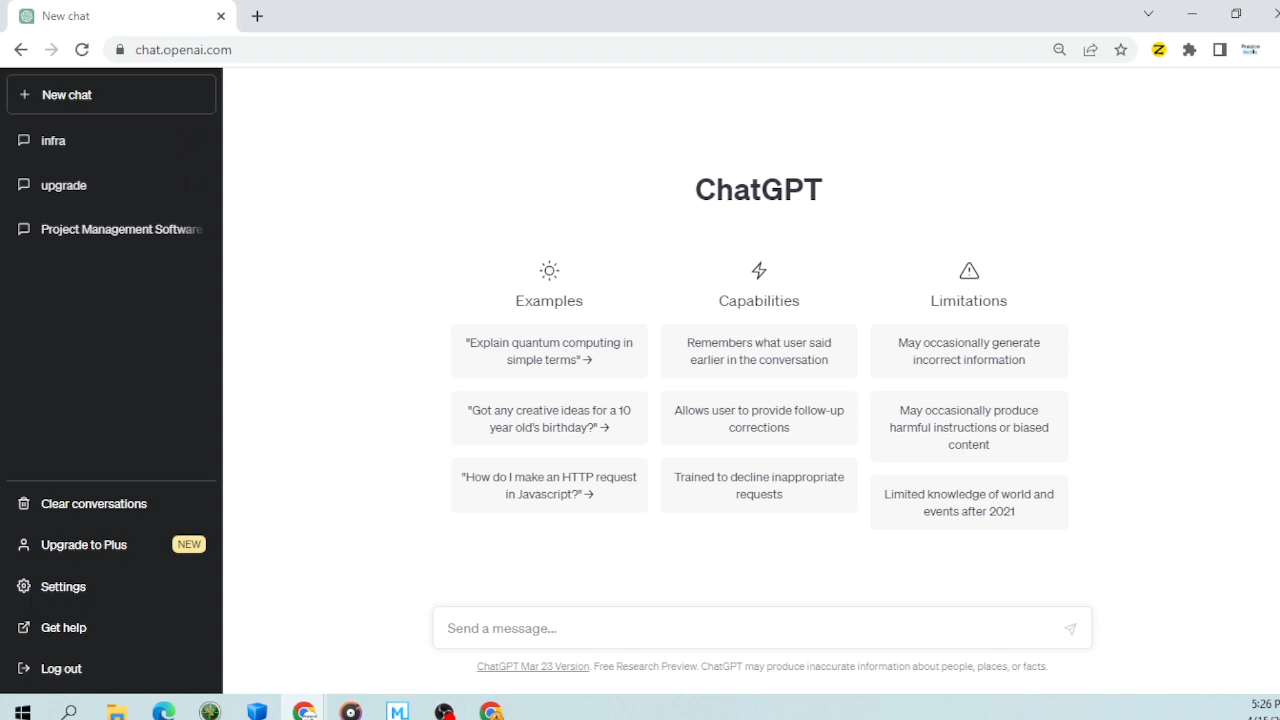 New chat
chat.openai.com
New chat
infra
upgrade
Project Management Software
Clear conversations
Upgrade to Plus
NEW
Settings
Get help
Log out
ChatGPT
Examples
"Explain quantum computing in
simple terms" →
"Got any creative ideas for a 10
year old's birthday?" →
"How do I make an HTTP request
in Javascript?" →
Capabilities
Remembers what user said
earlier in the conversation
Allows user to provide follow-up
corrections
Trained to decline inappropriate
requests
Limitations
May occasionally generate
incorrect information
May occasionally produce
harmful instructions or biased
content
Limited knowledge of world and
events after 2021
Send a message...
ChatGPT Mar 23 Version. Free Research Preview. ChatGPT may produce inaccurate information about people, places, or facts.
5:26 P